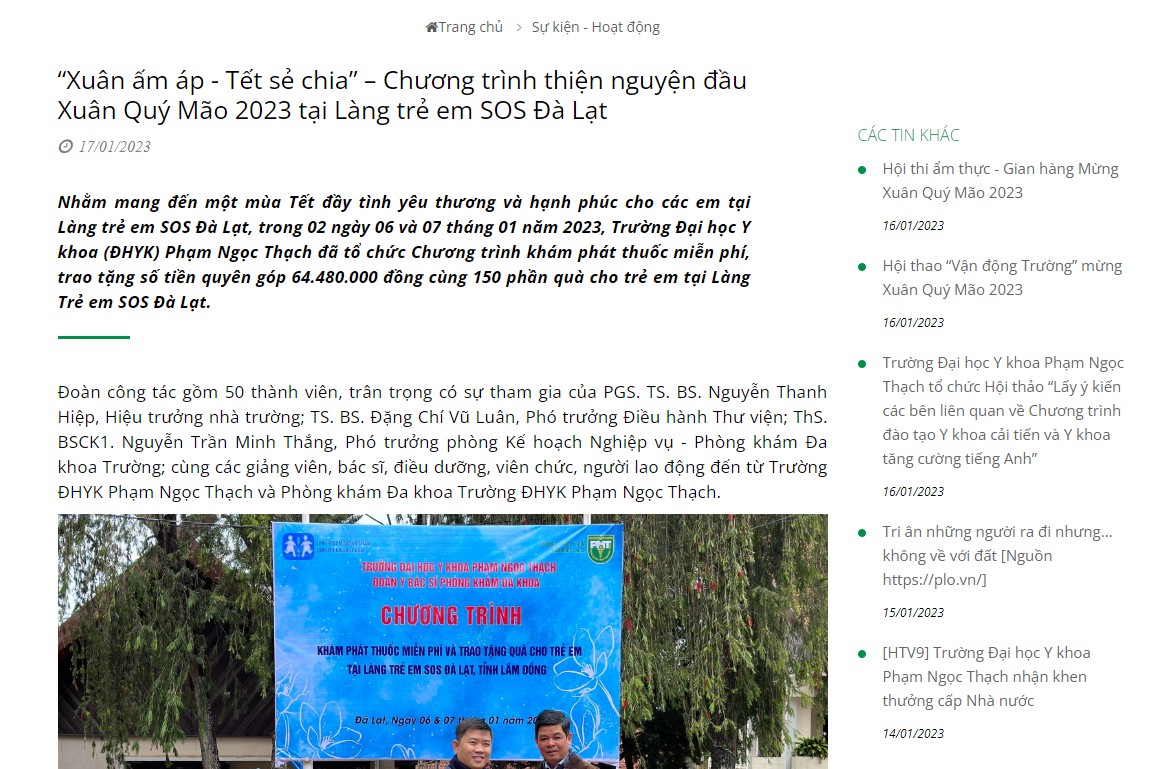 Trang chủ > Sự kiện - Hoạt động
“Xuân ấm áp - Tết sẻ chia” – Chương trình thiện nguyện đầu
Xuân Quý Mão 2023 tại Làng trẻ em SOS Đà Lạt
17/01/2023
Nhằm mang đến một mùa Tết đầy tình yêu thương và hạnh phúc cho các em tại
Làng trẻ em SOS Đà Lạt, trong 02 ngày 06 và 07 tháng 01 năm 2023, Trường Đại học Y
khoa (ĐHYK) Phạm Ngọc Thạch đã tổ chức Chương trình khám phát thuốc miễn phí,
trao tặng số tiền quyên góp 64.480.000 đồng cùng 150 phần quà cho trẻ em tại Làng
Trẻ em SOS Đà Lạt.
Đoàn công tác gồm 50 thành viên, trân trọng có sự tham gia của PGS. TS. BS. Nguyễn Thanh
Hiệp, Hiệu trưởng nhà trường; TS. BS. Đặng Chí Vũ Luân, Phó trưởng Điều hành Thư viện; ThS.
BSCK1. Nguyễn Trần Minh Thắng, Phó trưởng phòng Kế hoạch Nghiệp vụ - Phòng khám Đa
khoa Trường; cùng các giảng viên, bác sĩ, điều dưỡng, viên chức, người lao động đến từ Trường
ĐHYK Phạm Ngọc Thạch và Phòng khám Đa khoa Trường ĐHYK Phạm Ngọc Thạch.
TRƯỜNG ĐẠI HỌC Y KHOA PHẠM NGỌC THẠCH
ĐOÀN Y BÁC SĨ PHÒNG KHÁM ĐA KHOA
CHƯƠNG TRÌNH
KHÁM PHÁT THUỐC MIỄN PHÍ VÀ TRAO TẶNG QUÀ CHO TRẺ EM
TẠI LÀNG TRẺ EM SOS ĐÀ LẠT, TỈNH LÂM ĐỒNG
Đà Lạt, Ngày 06 & 07 01 năm
CÁC TIN KHÁC
Hội thi ẩm thực - Gian hàng Mừng
Xuân Quý Mão 2023
16/01/2023
Hội thao “Vận động Trường” mừng
Xuân Quý Mão 2023
16/01/2023
Trường Đại học Y khoa Phạm Ngọc
Thạch tổ chức Hội thảo “Lấy ý kiến
các bên liên quan về Chương trình
đào tạo Y khoa cải tiến và Y khoa
tăng cường tiếng Anh”
16/01/2023
Tri ân những người ra đi nhưng...
không về với đất [Nguồn
https://plo.vn/]
15/01/2023
[HTV9] Trường Đại học Y khoa
Phạm Ngọc Thạch nhận khen
thưởng cấp Nhà nước
14/01/2023